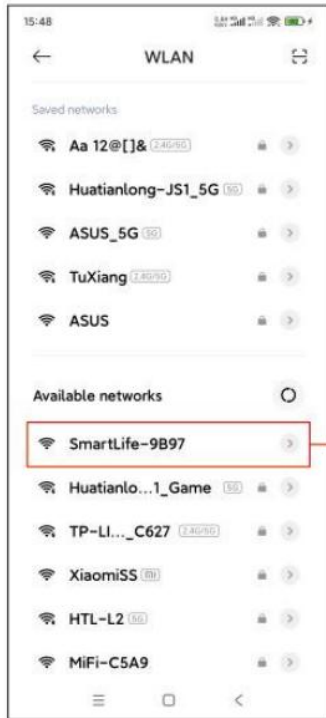 15:48
WLAN
Saved networks
Aa 12@[]& 2.4G/5G
Huatianlong-JS1_5G 5G
ASUS_5G 5G
TuXiang 2.4G/5G
ASUS
Available networks
SmartLife-9B97
Huatianlo...1_Game 5G
TP-LI..._C627 2.4G/5G
XiaomiSS MI
HTL-L2 5G
MiFi-C5A9